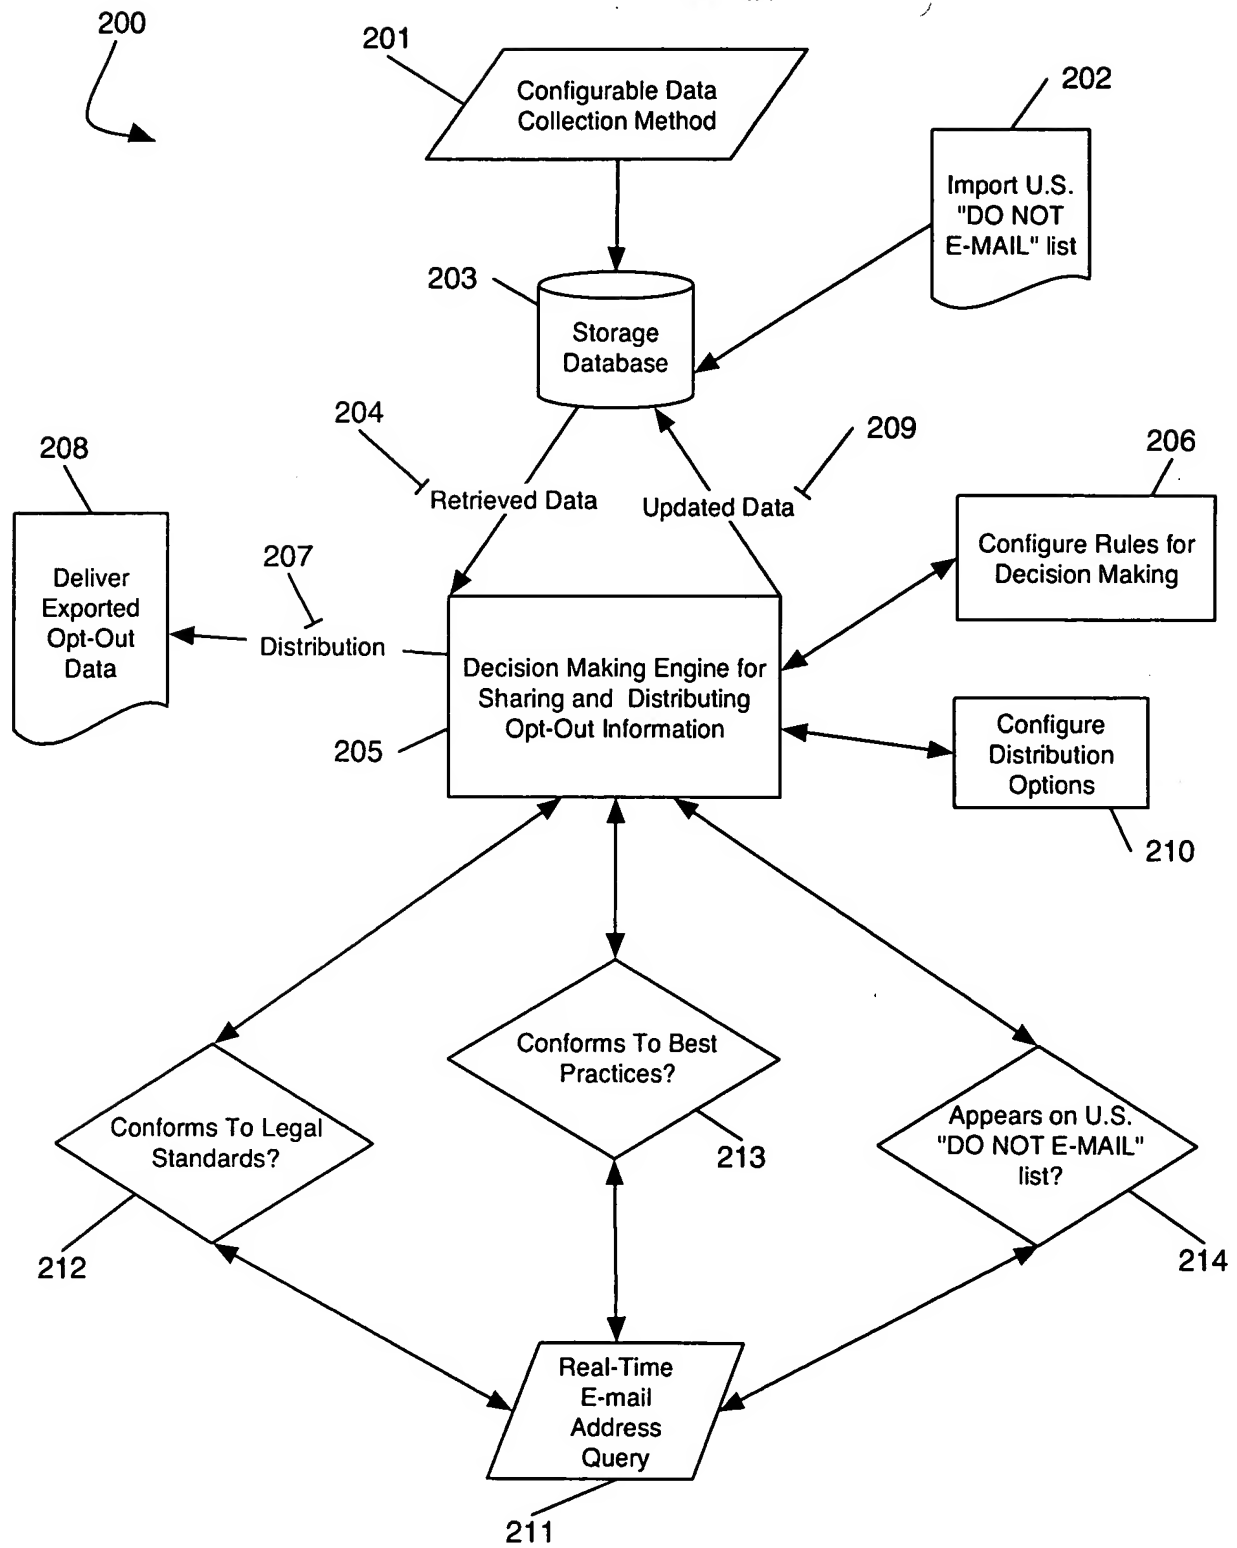 200
201
Configurable Data
Collection Method
202
Import U.S.
"DO NOT
E-MAIL" list
203
Storage
Database
204
209
208
206
Retrieved Data
Updated Data
Configure Rules for
Decision Making
Deliver
Exported
Opt-Out
Data
207
Distribution
Decision Making Engine for
Sharing and Distributing
Opt-Out Information
205
Configure
Distribution
Options
210
Conforms To Best
Practices?
213
Conforms To Legal
Standards?
212
Appears on U.S.
"DO NOT E-MAIL"
list?
214
Real-Time
E-mail
Address
Query
211